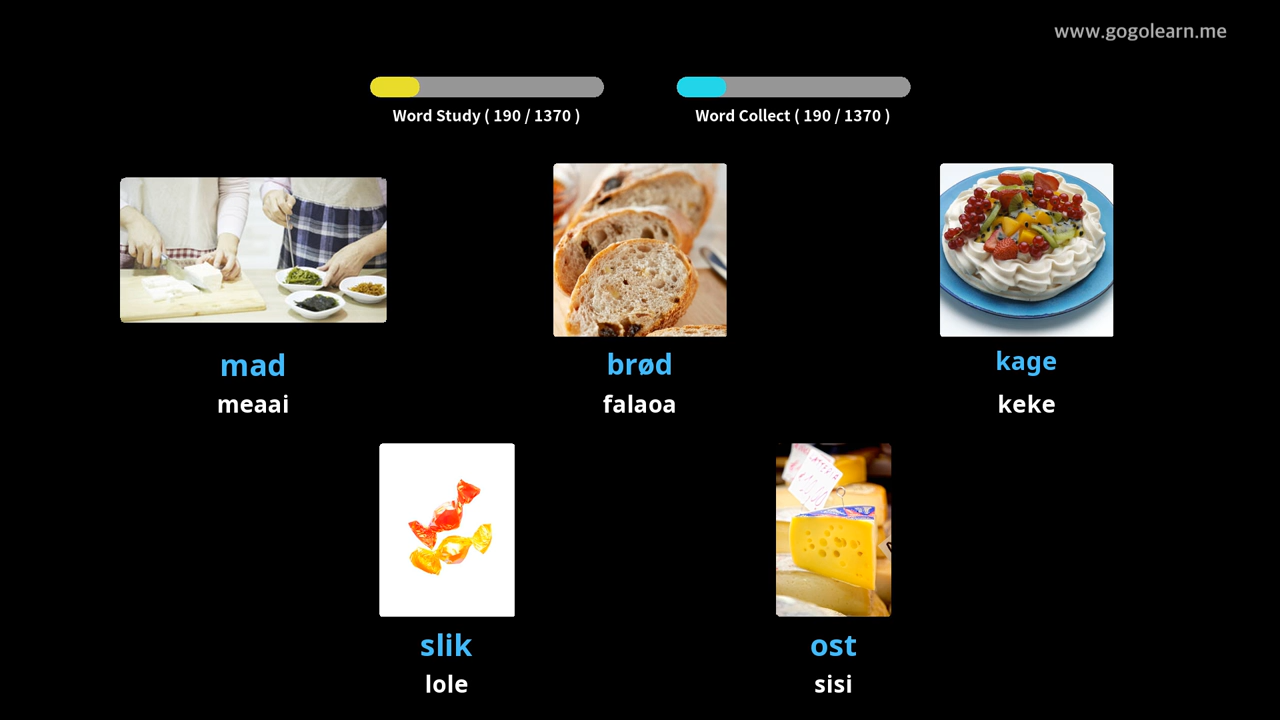 www.gogolearn.me
Word Study ( 190 / 1370 )
Word Collect ( 190 / 1370 )
mad
meaai
brød
falaoa
kage
keke
slik
lole
ost
sisi